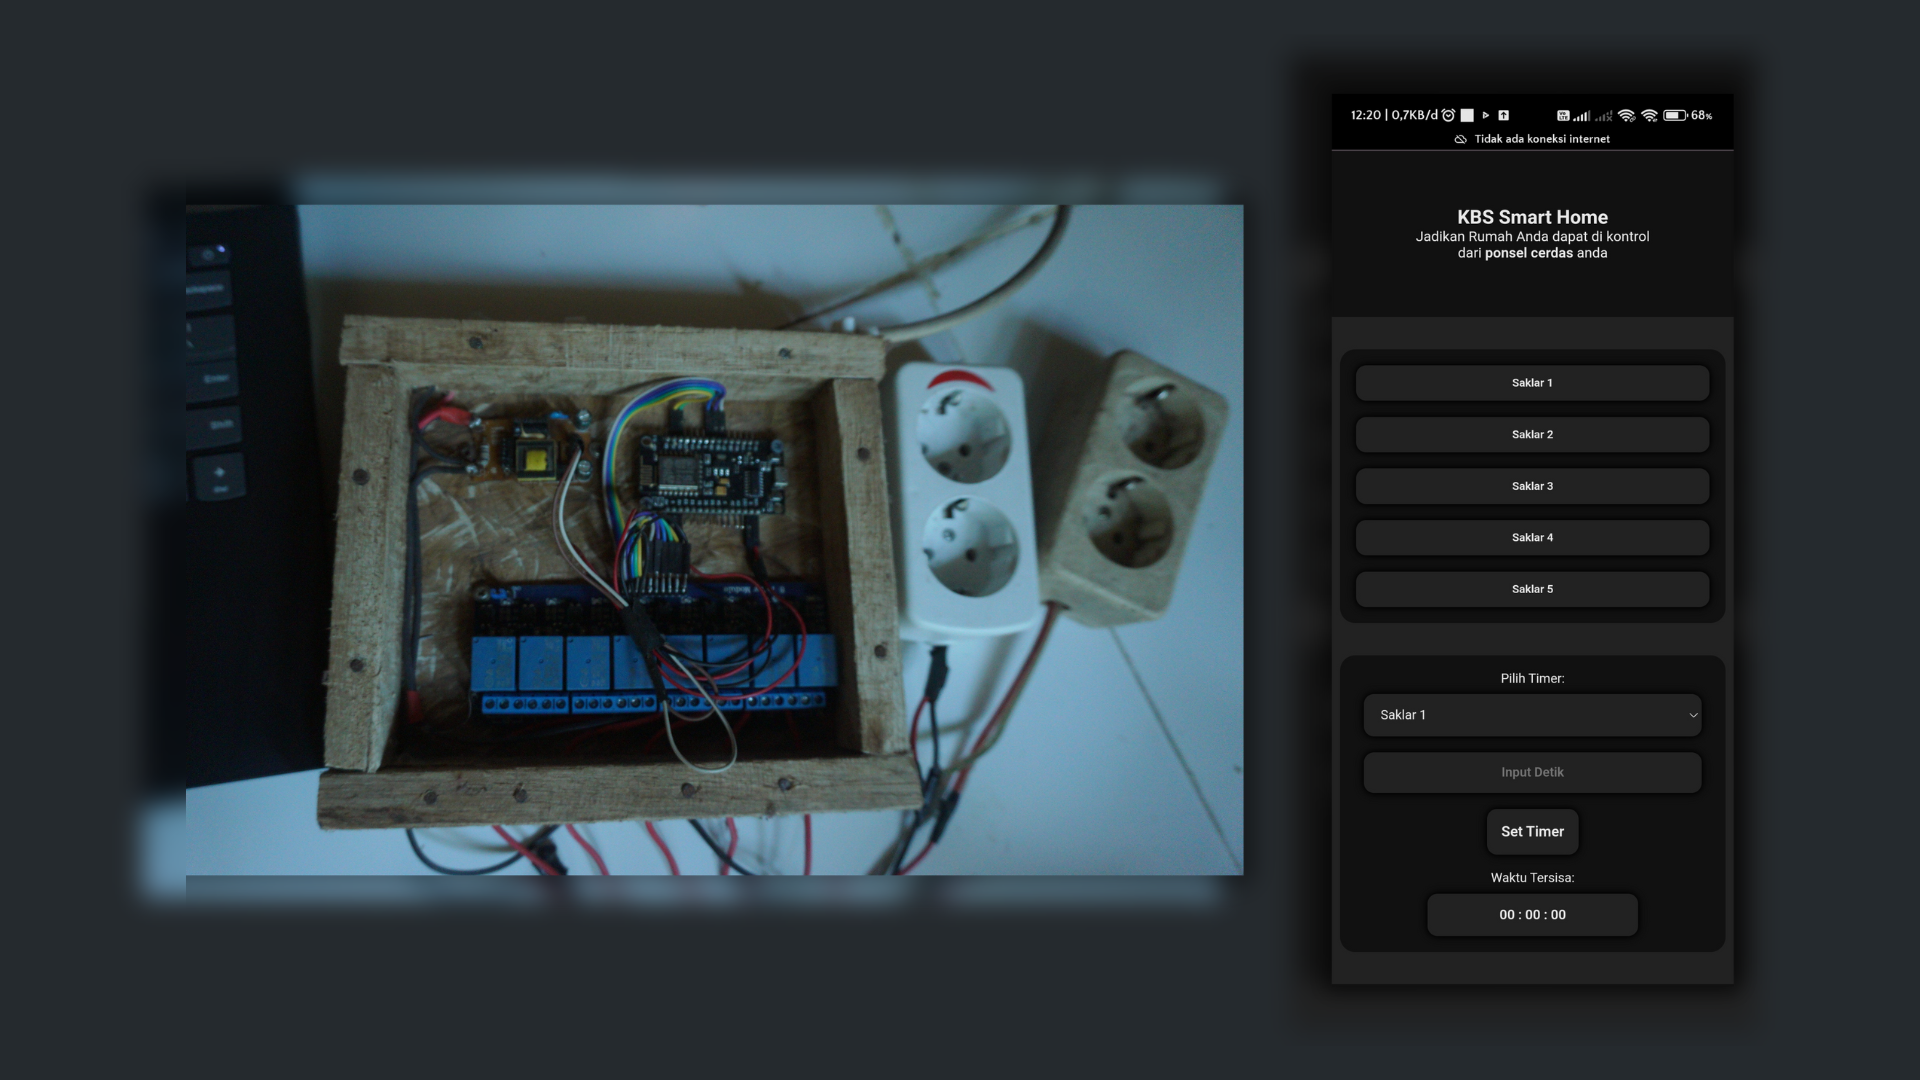 Enter
Shift
12:20 | 0,7KB/d
68%
Tidak ada koneksi internet
KBS Smart Home
Jadikan Rumah Anda dapat di kontrol
dari ponsel cerdas anda
Saklar 1
Saklar 2
Saklar 3
Saklar 4
Saklar 5
Pilih Timer:
Saklar 1
Input Detik
Set Timer
Waktu Tersisa:
00 : 00 : 00